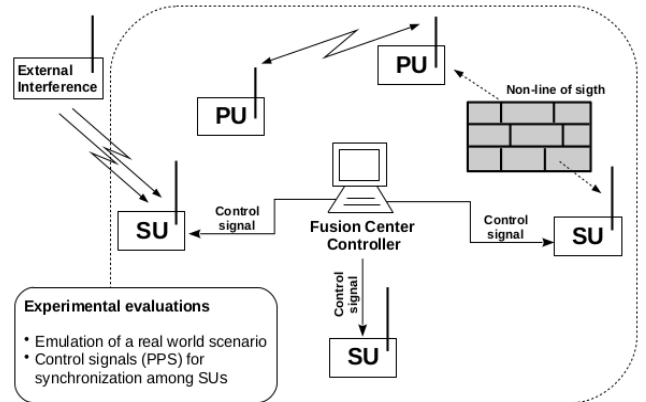 External
Interference
PU
PU
Non-line of sigth
SU
Control
signal
Fusion Center
Controller
Control
signal
SU
Control
signal
SU
Experimental evaluations
• Emulation of a real world scenario
• Control signals (PPS) for
synchronization among SUs